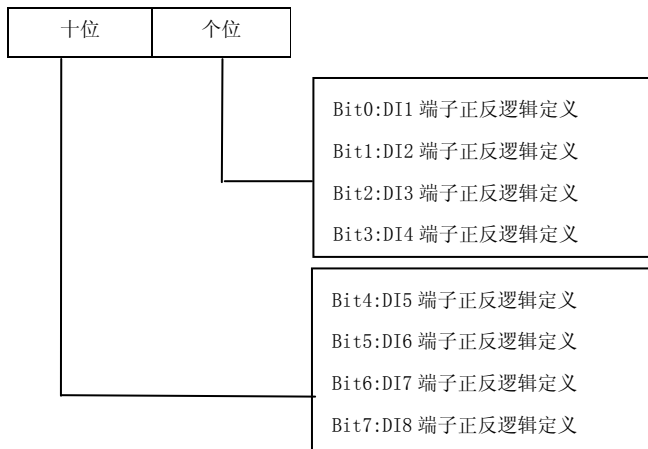 十位 个位
Bit0:DI1 端子正反逻辑定义
Bit1:DI2 端子正反逻辑定义
Bit2:DI3 端子正反逻辑定义
Bit3:DI4 端子正反逻辑定义
Bit4:DI5 端子正反逻辑定义
Bit5:DI6 端子正反逻辑定义
Bit6:DI7 端子正反逻辑定义
Bit7:DI8 端子正反逻辑定义